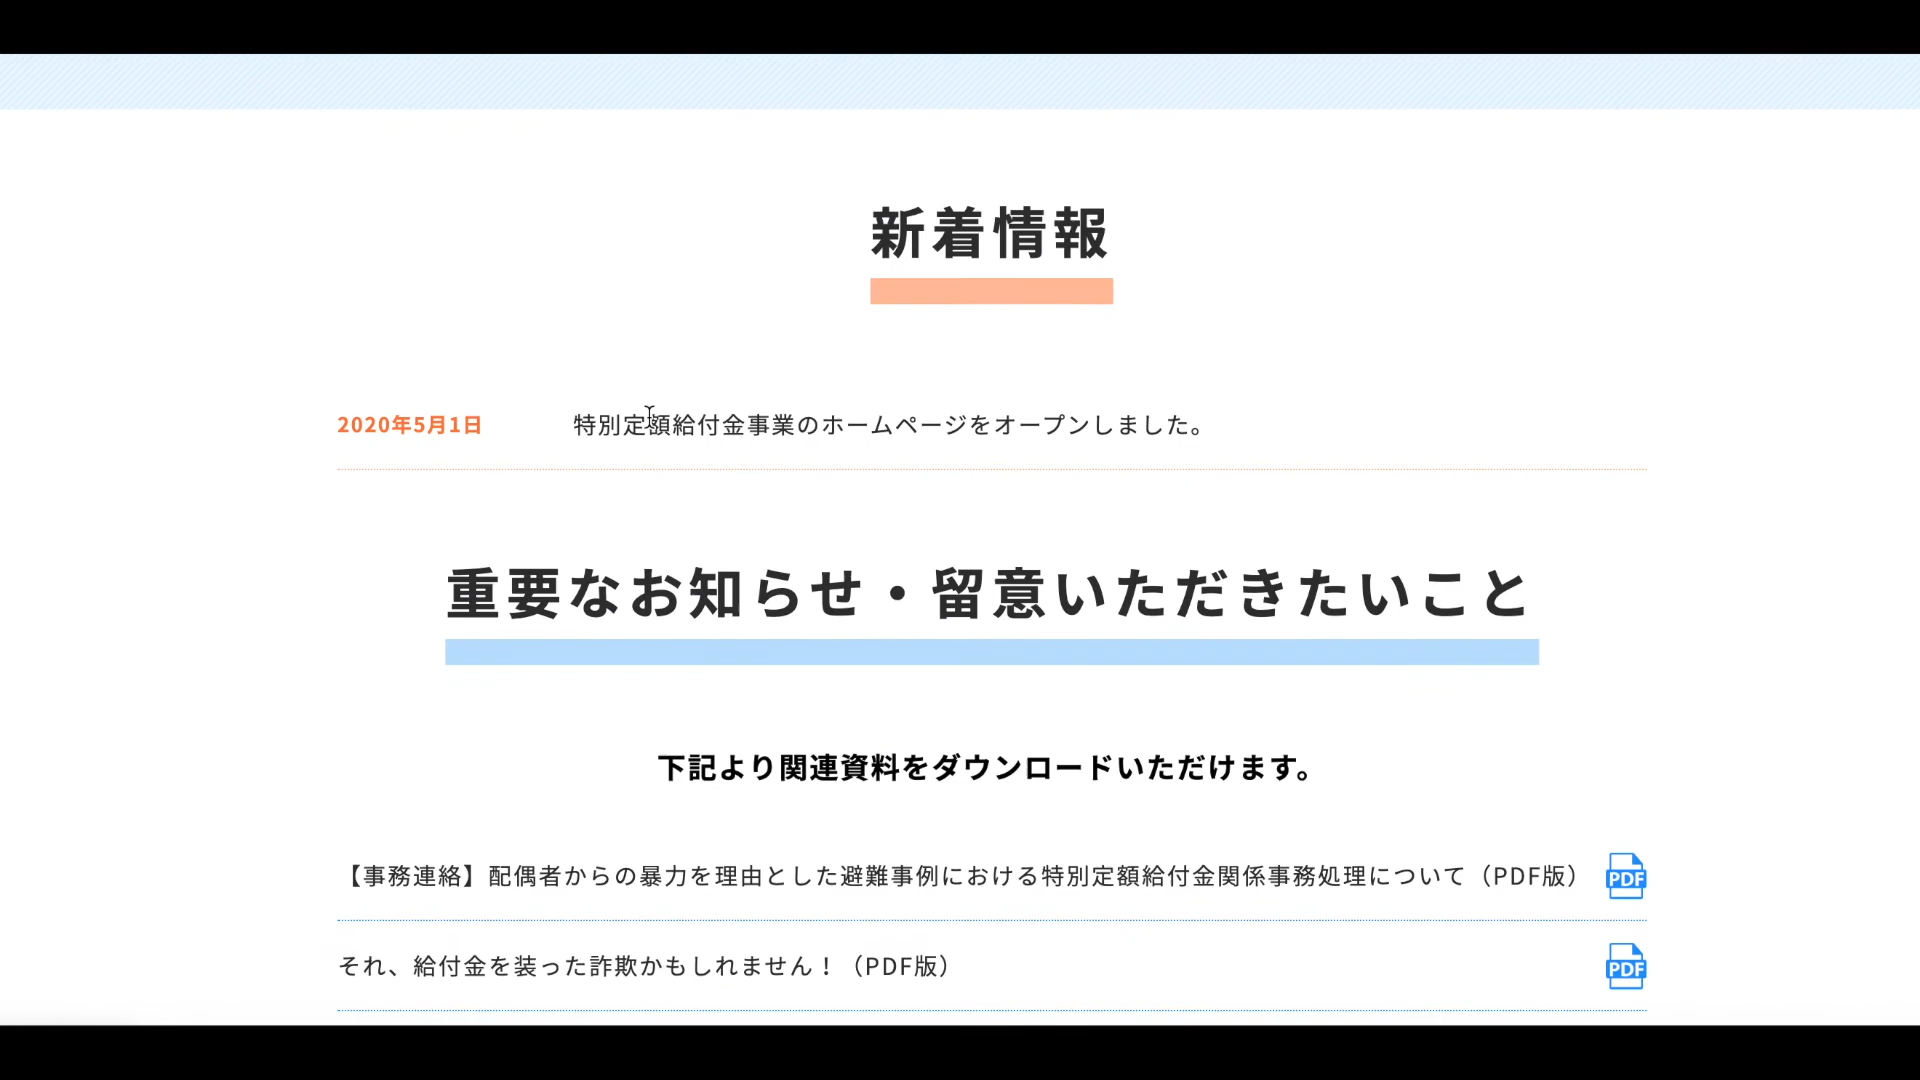 新着情報
2020年5月1日 特別定額給付金事業のホームページをオープンしました。
重要なお知らせ・留意いただきたいこと
下記より関連資料をダウンロードいただけます。
【事務連絡】配偶者からの暴力を理由とした避難事例における特別定額給付金関係事務処理について（PDF版） PDF
それ、給付金を装った詐欺かもしれません！（PDF版） PDF